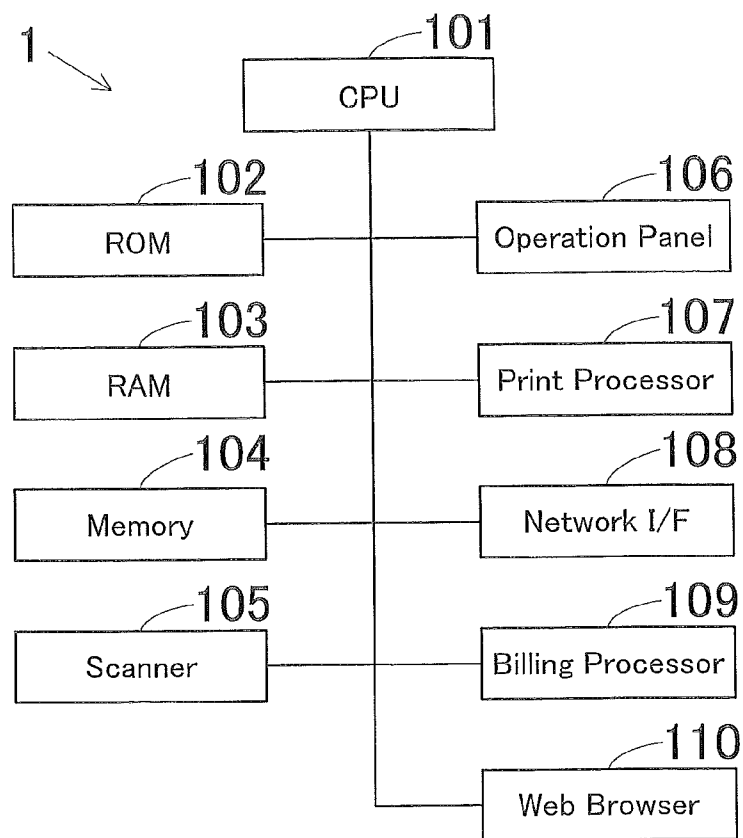 1
101
CPU
102
ROM
106
Operation Panel
103
RAM
107
Print Processor
104
Memory
108
Network I/F
105
Scanner
109
Billing Processor
110
Web Browser